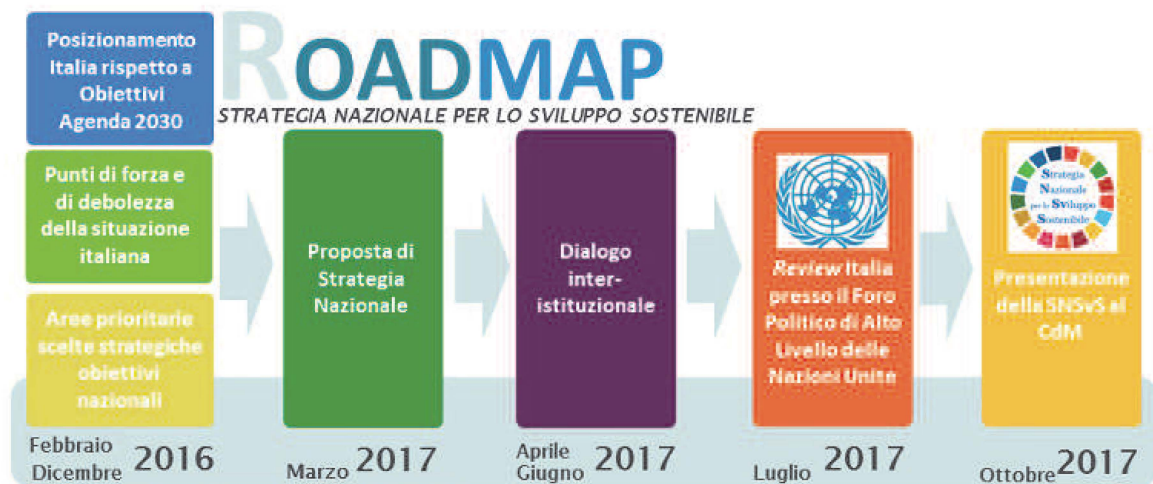 ROADMAP
STRATEGIA NAZIONALE PER LO SVILUPPO SOSTENIBILE
Posizionamento
Italia rispetto a
Obiettivi
Agenda 2030
Punti di forza e
di debolezza
della situazione
italiana
Aree prioritarie
scelte strategiche
obiettivi
nazionali
Febbraio
Dicembre 2016
Proposta di
Strategia
Nazionale
Marzo 2017
Dialogo
inter-
istituzionale
Aprile
Giugno 2017
Review Italia
presso il Foro
Politico di Alto
Livello delle
Nazioni Unite
Luglio 2017
Strategia
Nazionale
per lo Sviluppo
Sostenibile
Presentazione
della SNSvS al
CdM
Ottobre 2017